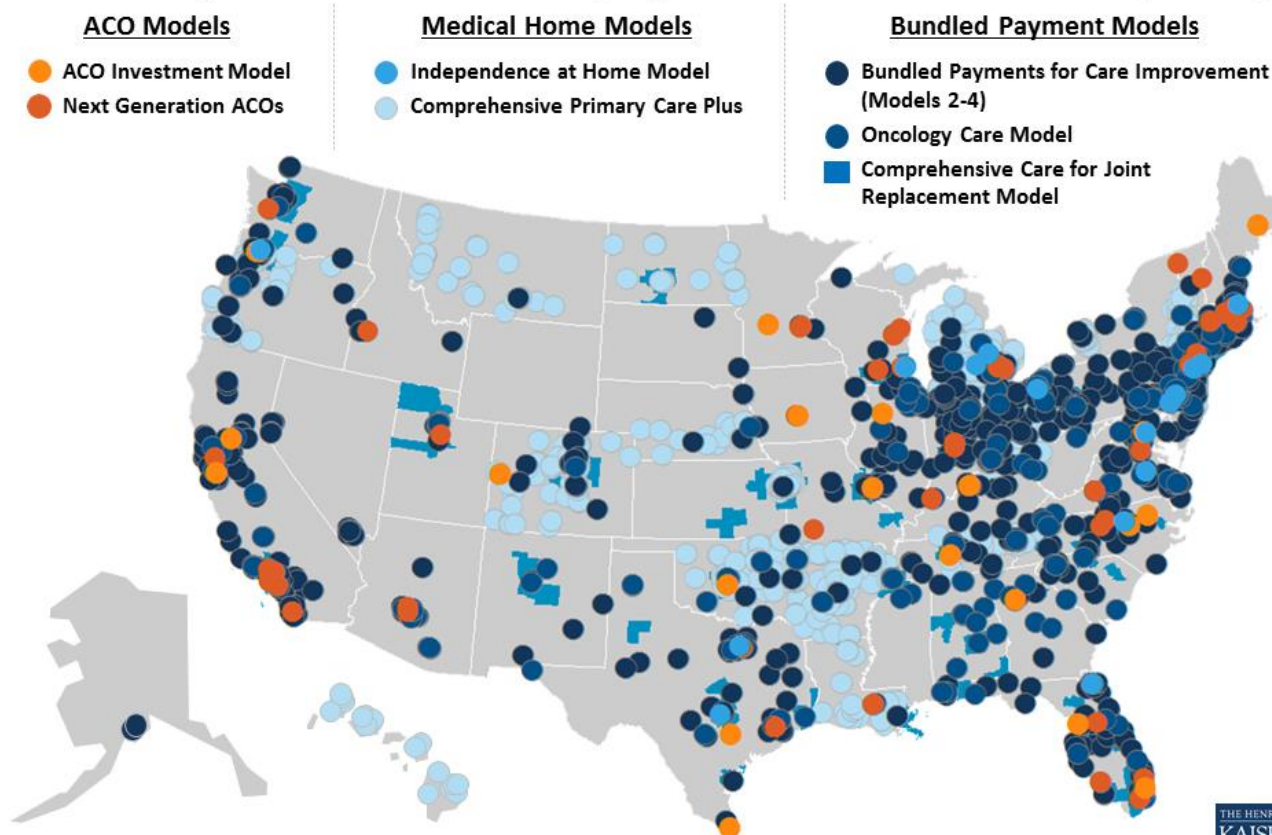 ACO Models
ACO Investment Model
Next Generation ACOs
Medical Home Models
Independence at Home Model
Comprehensive Primary Care Plus
Bundled Payment Models
Bundled Payments for Care Improvement
(Models 2-4)
Oncology Care Model
Comprehensive Care for Joint
Replacement Model
THE HENR